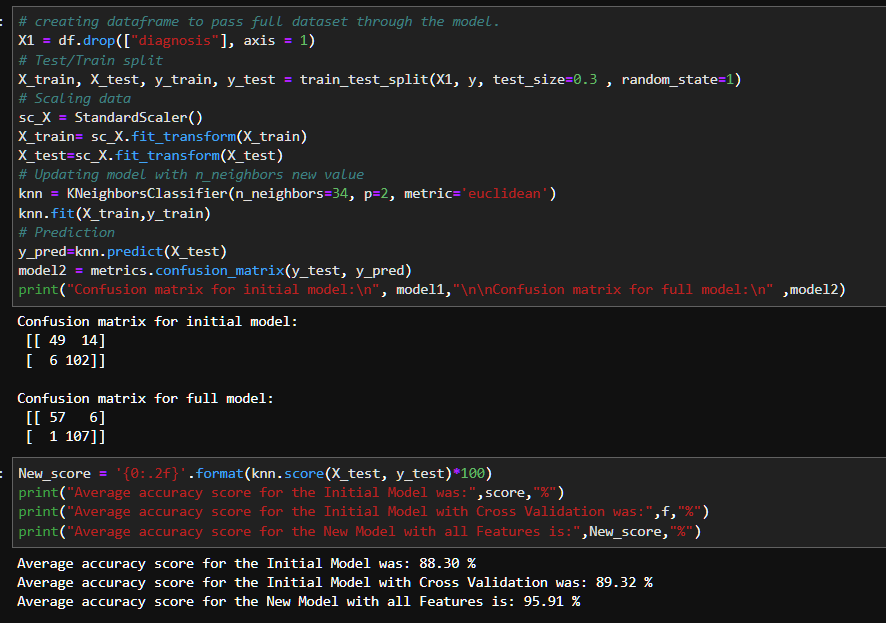 : # creating dataframe to pass full dataset through the model.
X1 = df.drop(["diagnosis"], axis = 1)
# Test/Train split
X_train, X_test, y_train, y_test = train_test_split(X1, y, test_size=0.3 , random_state=1)
# Scaling data
sc_X = StandardScaler()
X_train= sc_X.fit_transform(X_train)
X_test=sc_X.fit_transform(X_test)
# Updating model with n_neighbors new value
knn = KNeighborsClassifier(n_neighbors=34, p=2, metric='euclidean')
knn.fit(X_train,y_train)
# Prediction
y_pred=knn.predict(X_test)
model2 = metrics.confusion_matrix(y_test, y_pred)
print("Confusion matrix for initial model:\n", model1,"\n\nConfusion matrix for full model:\n" ,model2)
Confusion matrix for initial model:
[[ 49  14]
[  6 102]]
Confusion matrix for full model:
[[ 57   6]
[  1 107]]
: New_score = '{0:.2f}'.format(knn.score(X_test, y_test)*100)
print("Average accuracy score for the Initial Model was:",score,"%")
print("Average accuracy score for the Initial Model with Cross Validation was:",f,"%")
print("Average accuracy score for the New Model with all Features is:",New_score,"%")
Average accuracy score for the Initial Model was: 88.30 %
Average accuracy score for the Initial Model with Cross Validation was: 89.32 %
Average accuracy score for the New Model with all Features is: 95.91 %